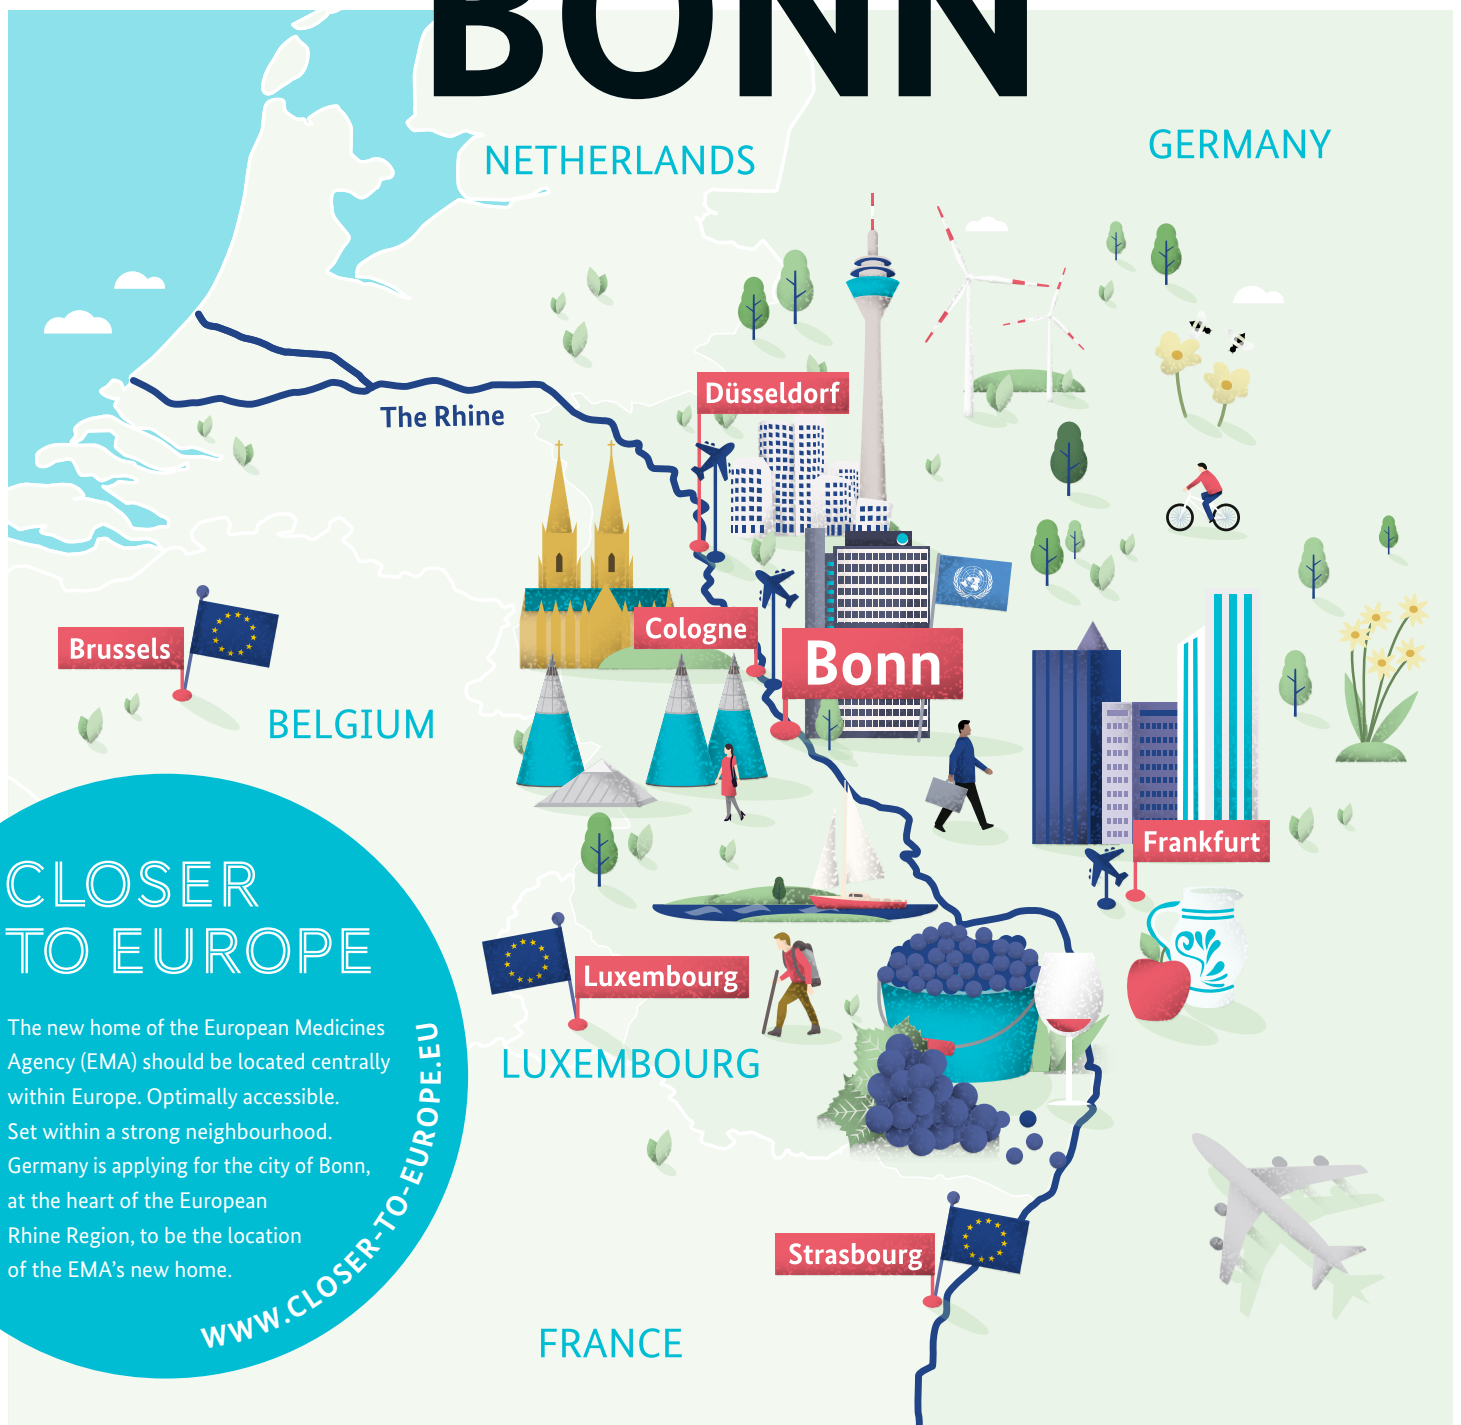 BONN
NETHERLANDS
GERMANY
Düsseldorf
The Rhine
Cologne
Brussels
Bonn
BELGIUM
Frankfurt
CLOSER
TO EUROPE
The new home of the European Medicines
Agency (EMA) should be located centrally
within Europe. Optimally accessible.
Set within a strong neighbourhood.
Germany is applying for the city of Bonn,
at the heart of the European
Rhine Region, to be the location
of the EMA’s new home.
WWW.CLOSER-TO-EUROPE.EU
Luxembourg
LUXEMBOURG
Strasbourg
FRANCE